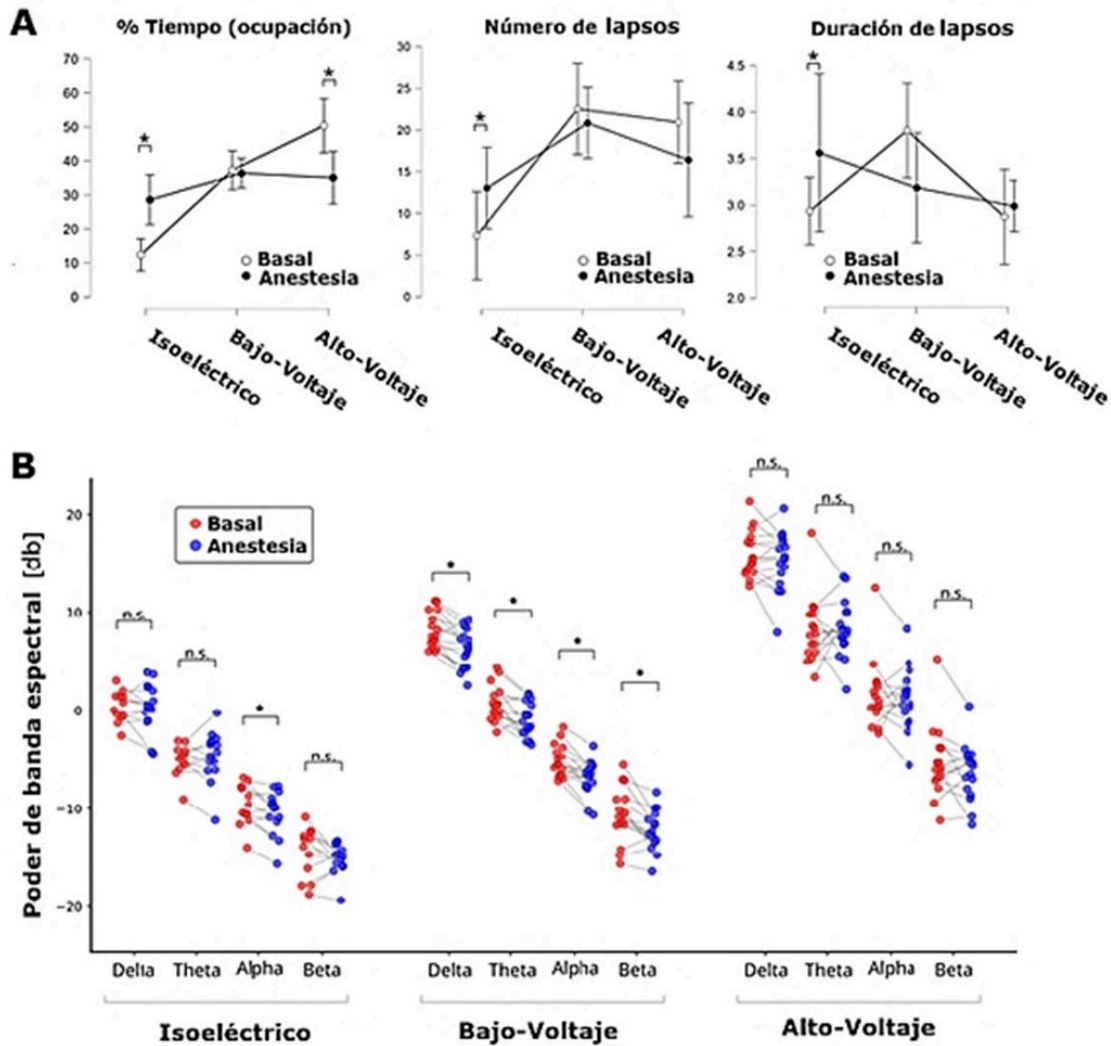 A
% Tiempo (ocupación)
70
60
50
40
30
20
10
0
*
*
Basal
Anestesia
Isoeléctrico
Bajo-Voltaje
Alto-Voltaje
Número de lapsos
30
25
20
15
10
5
0
*
Basal
Anestesia
Isoeléctrico
Bajo-Voltaje
Alto-Voltaje
Duración de lapsos
4.5
4.0
3.5
3.0
2.5
2.0
*
Basal
Anestesia
Isoeléctrico
Bajo-Voltaje
Alto-Voltaje
B
Poder de banda espectral [db]
20
10
0
−10
−20
Basal
Anestesia
n.s.
n.s.
*
n.s.
*
*
*
*
n.s.
n.s.
n.s.
n.s.
Delta Theta Alpha Beta
Delta Theta Alpha Beta
Delta Theta Alpha Beta
Isoeléctrico
Bajo-Voltaje
Alto-Voltaje